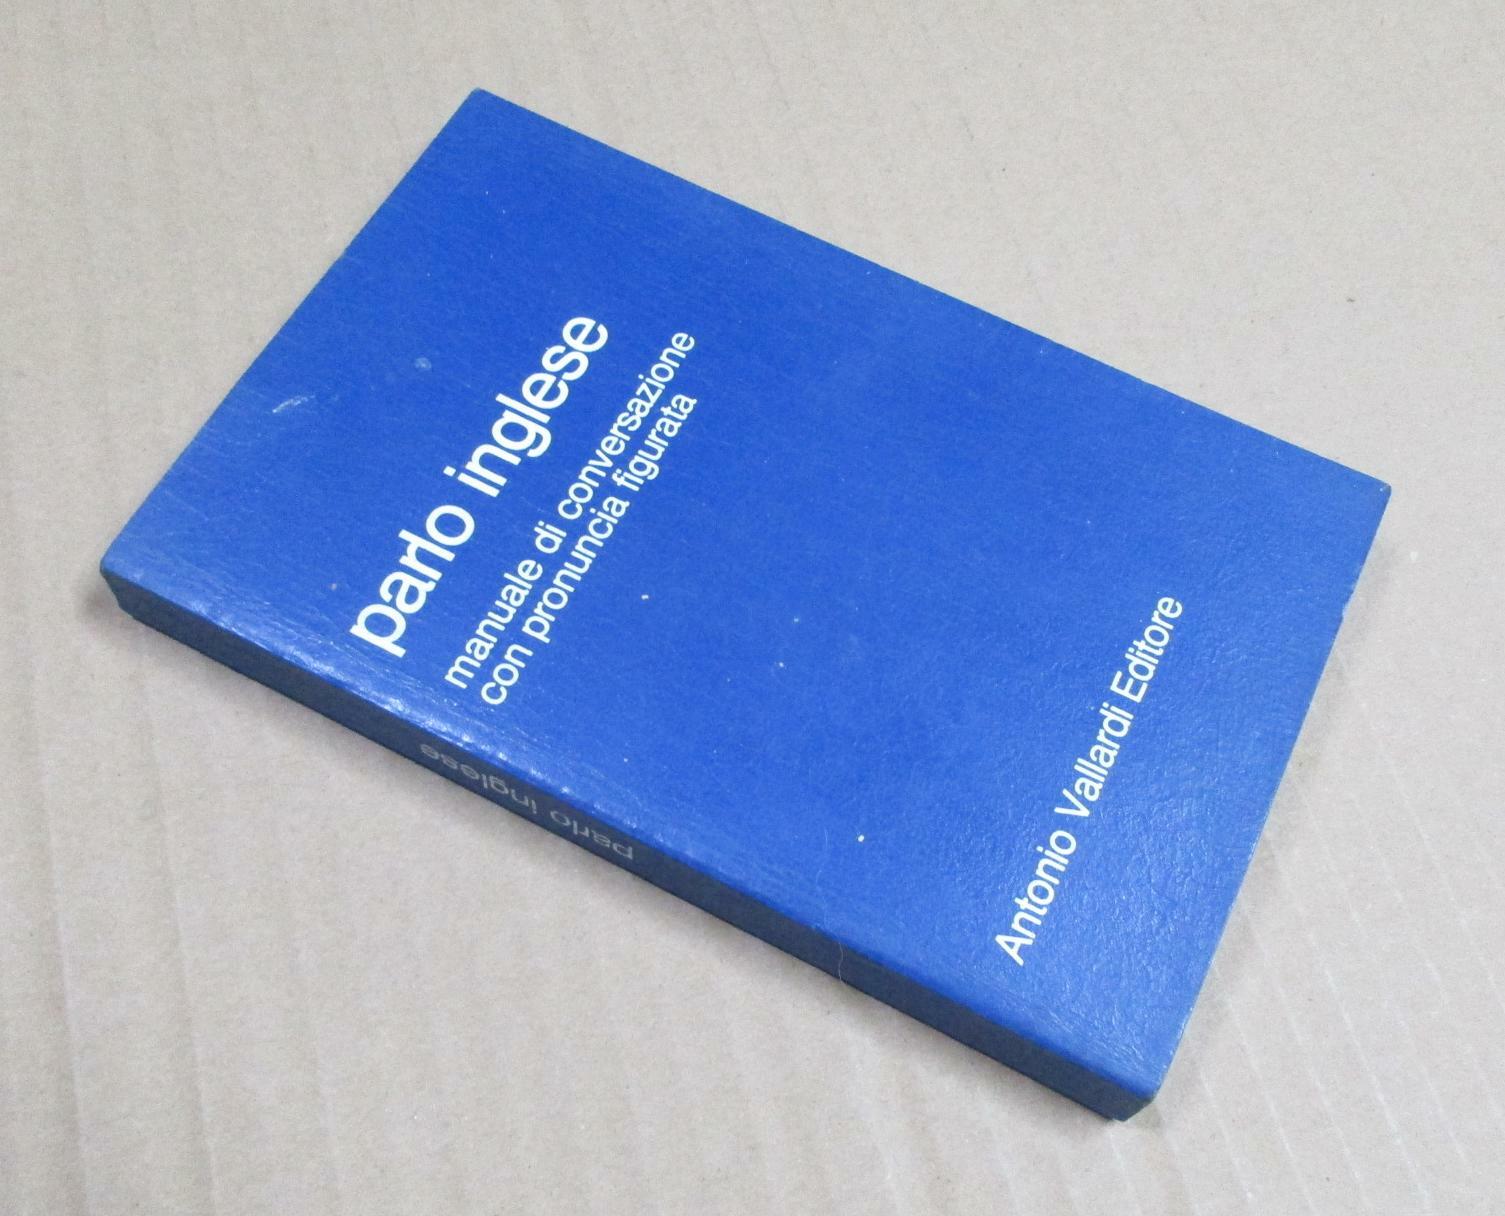 parlo inglese
manuale di conversazione
con pronuncia figurata
Antonio Vallardi Editore
parlo inglese